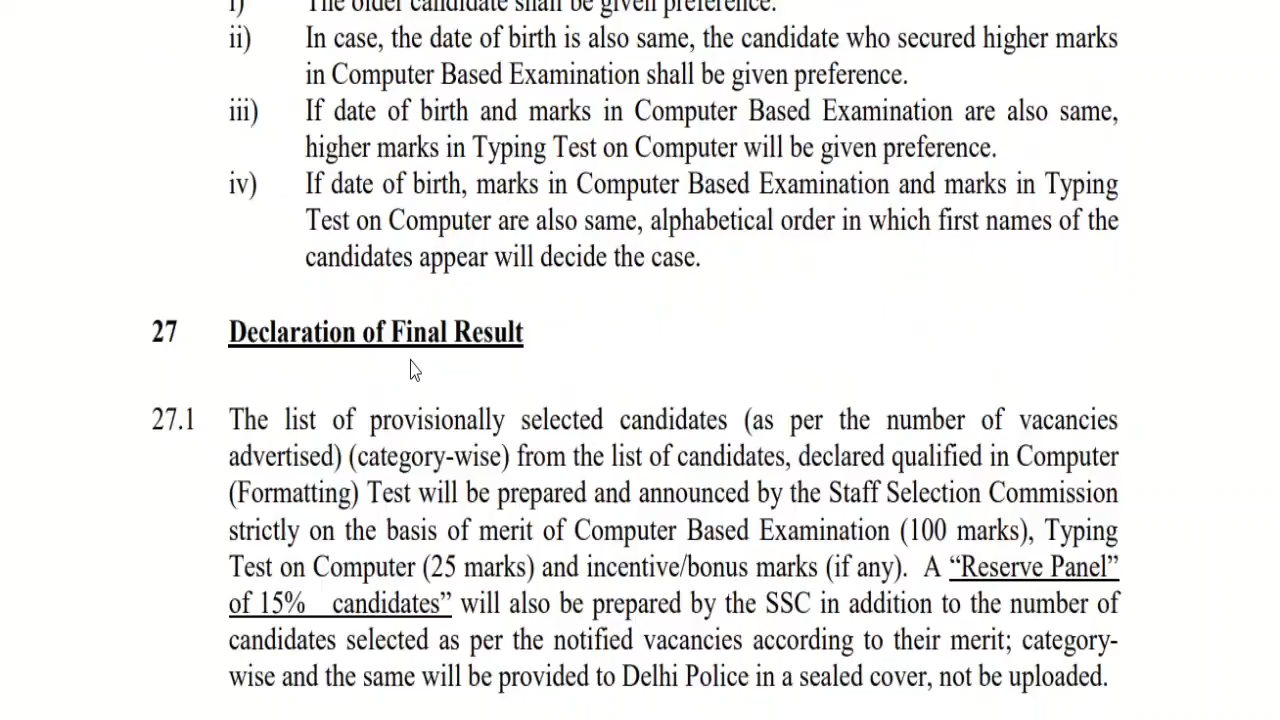 i) The older candidate shall be given preference.
ii) In case, the date of birth is also same, the candidate who secured higher marks
in Computer Based Examination shall be given preference.
iii) If date of birth and marks in Computer Based Examination are also same,
higher marks in Typing Test on Computer will be given preference.
iv) If date of birth, marks in Computer Based Examination and marks in Typing
Test on Computer are also same, alphabetical order in which first names of the
candidates appear will decide the case.
27 Declaration of Final Result
27.1 The list of provisionally selected candidates (as per the number of vacancies
advertised) (category-wise) from the list of candidates, declared qualified in Computer
(Formatting) Test will be prepared and announced by the Staff Selection Commission
strictly on the basis of merit of Computer Based Examination (100 marks), Typing
Test on Computer (25 marks) and incentive/bonus marks (if any). A “Reserve Panel”
of 15% candidates” will also be prepared by the SSC in addition to the number of
candidates selected as per the notified vacancies according to their merit; category-
wise and the same will be provided to Delhi Police in a sealed cover, not be uploaded.